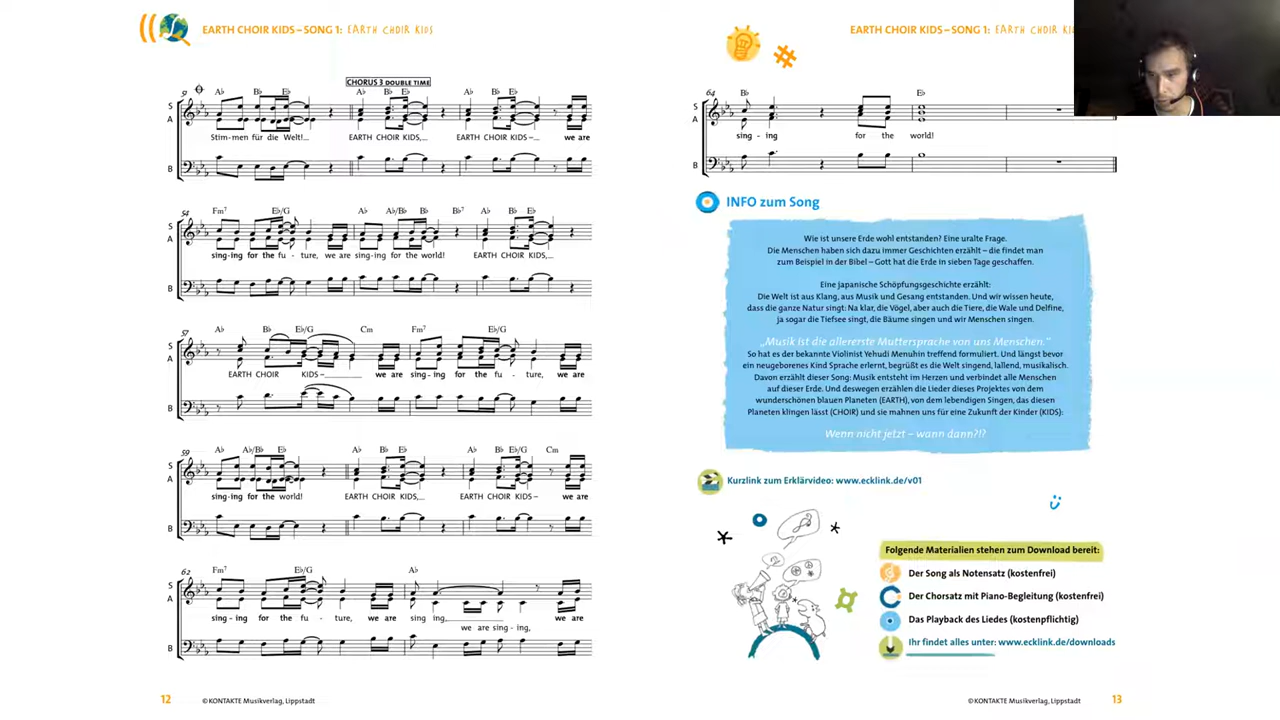 EARTH CHOIR KIDS – SONG 1: EARTH CHOIR KIDS
CHORUS 3 DOUBLE TIME
A♭ B♭ E♭ A♭ B♭ E♭ A♭ B♭ E♭
S
A
Stim-men für die Welt!... EARTH CHOIR KIDS,... EARTH CHOIR KIDS–... we are
B
54
Fm7 E♭/G A♭ A♭/B♭ B♭ B♭7 A♭ B♭ E♭
S
A
sing-ing for the fu - ture, we are sing-ing for the world! EARTH CHOIR KIDS,...
B
57
A♭ B♭ E♭/G Cm Fm7 E♭/G
S
A
EARTH CHOIR KIDS– we are sing - ing for the fu - ture, we are
B
59
A♭ A♭/B♭ E♭ A♭ B♭ E♭ A♭ B♭ E♭/G Cm
S
A
sing-ing for the world! EARTH CHOIR KIDS,... EARTH CHOIR KIDS– we are
B
62
Fm7 E♭/G A♭
S
A
sing - ing for the fu - ture, we are sing ing, we are
we are sing - ing,
B
12 © KONTAKTE Musikverlag, Lippstadt
EARTH CHOIR KIDS – SONG 1: EARTH CHOIR
64
B♭ E♭
S
A
sing - ing for the world!
B
INFO zum Song
Wie ist unsere Erde wohl entstanden? Eine uralte Frage.
Die Menschen haben sich dazu immer Geschichten erzählt – die findet man
zum Beispiel in der Bibel – Gott hat die Erde in sieben Tage geschaffen.
Eine japanische Schöpfungsgeschichte erzählt:
Die Welt ist aus Klang, aus Musik und Gesang entstanden. Und wir wissen heute,
dass die ganze Natur singt: Na klar, die Vögel, aber auch die Tiere, die Wale und Delfine,
ja sogar die Tiefsee singt, die Bäume singen und wir Menschen singen.
„Musik ist die allererste Muttersprache von uns Menschen."
So hat es der bekannte Violinist Yehudi Menuhin treffend formuliert. Und längst bevor
ein neugeborenes Kind Sprache erlernt, begrüßt es die Welt singend, lallend, musikalisch.
Davon erzählt dieser Song: Musik entsteht im Herzen und verbindet alle Menschen
auf dieser Erde. Und deswegen erzählen die Lieder dieses Projektes von dem
wunderschönen blauen Planeten (EARTH), von dem lebendigen Singen, das diesen
Planeten klingen lässt (CHOIR) und sie mahnen uns für eine Zukunft der Kinder (KIDS):
Wenn nicht jetzt – wann dann?!?
Kurzlink zum Erklärvideo: www.ecklink.de/v01
Folgende Materialien stehen zum Download bereit:
Der Song als Notensatz (kostenfrei)
Der Chorsatz mit Piano-Begleitung (kostenfrei)
Das Playback des Liedes (kostenpflichtig)
Ihr findet alles unter: www.ecklink.de/downloads
© KONTAKTE Musikverlag, Lippstadt 13